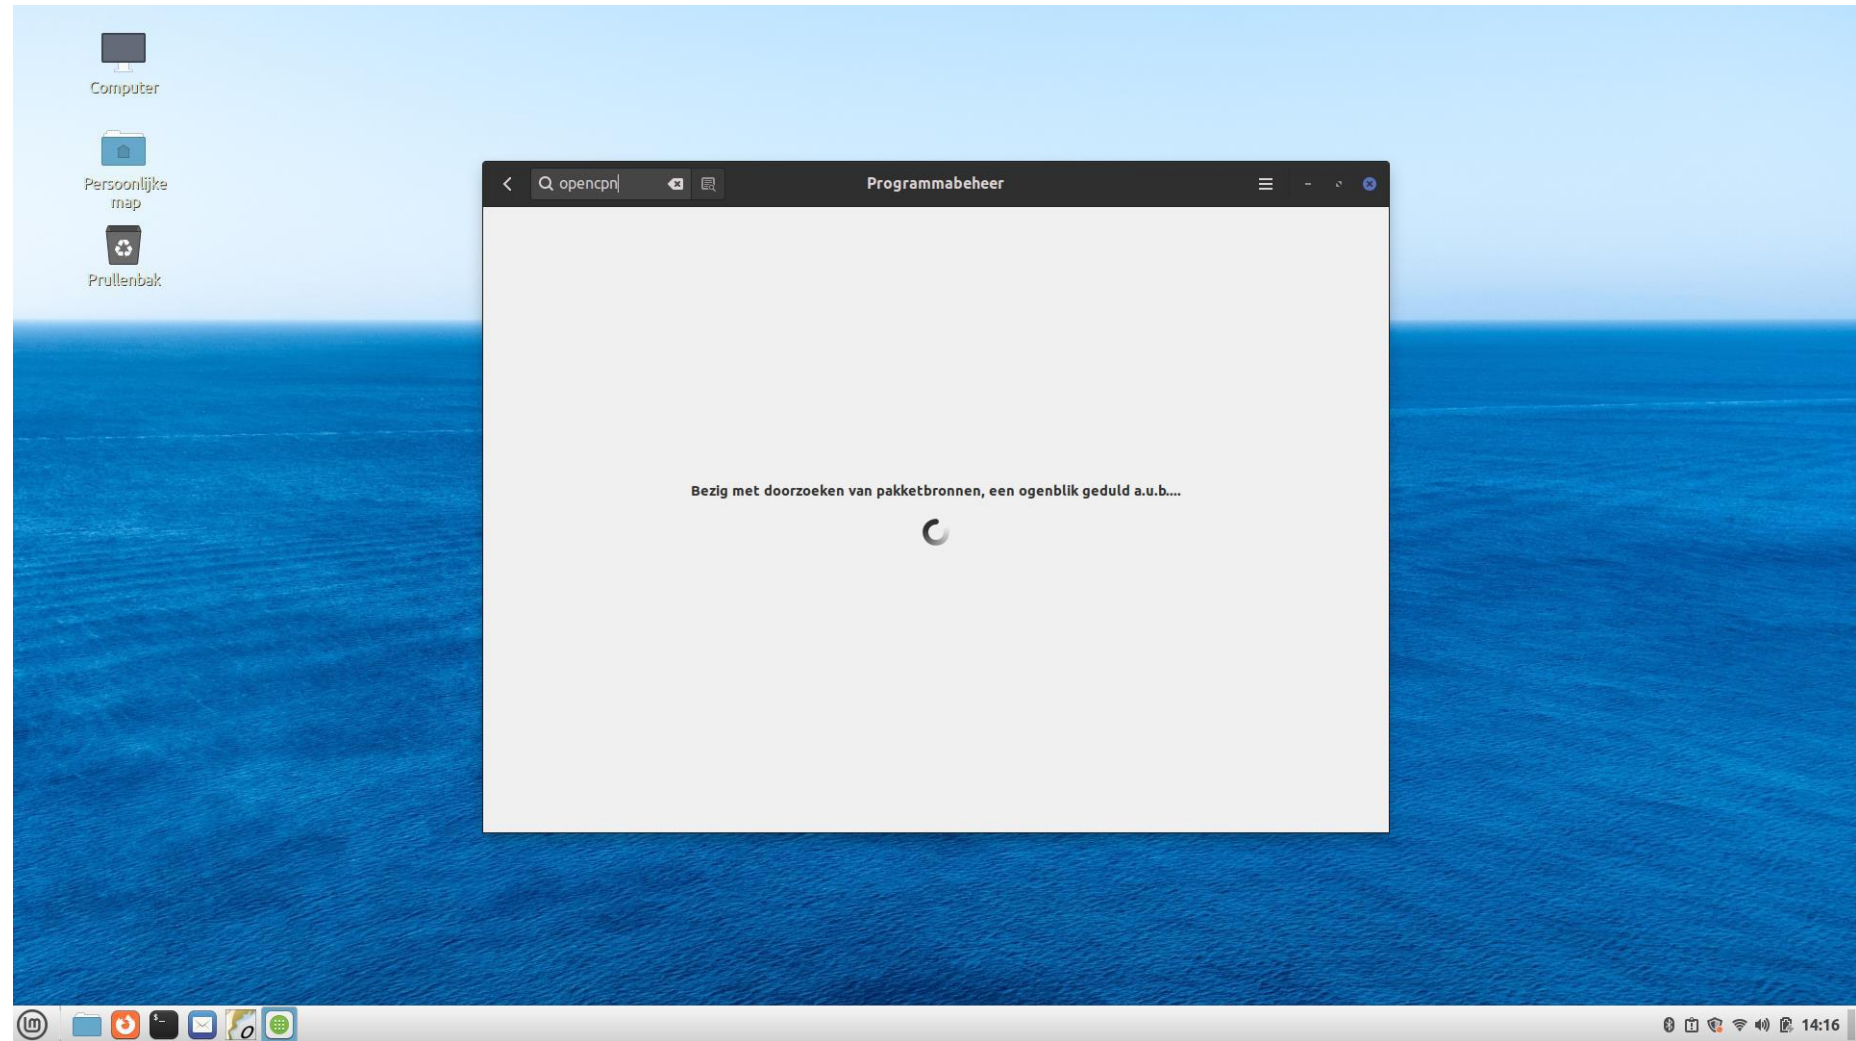 Computer
Persoonlijke
map
Prullenbak
opencpn
Programmabeheer
Bezig met doorzoeken van pakketbronnen, een ogenblik geduld a.u.b....
$_
14:16